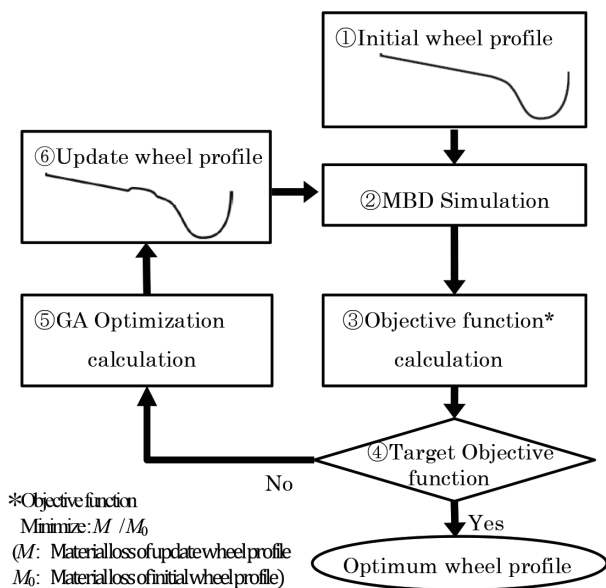 ①Initial wheel profile
⑥Update wheel profile
②MBD Simulation
⑤GA Optimization
calculation
③Objective function*
calculation
④Target Objective
function
No
Yes
Optimum wheel profile
*Objective function
Minimize: M / M₀
(M: Material loss of update wheel profile
M₀: Material loss of initial wheel profile)